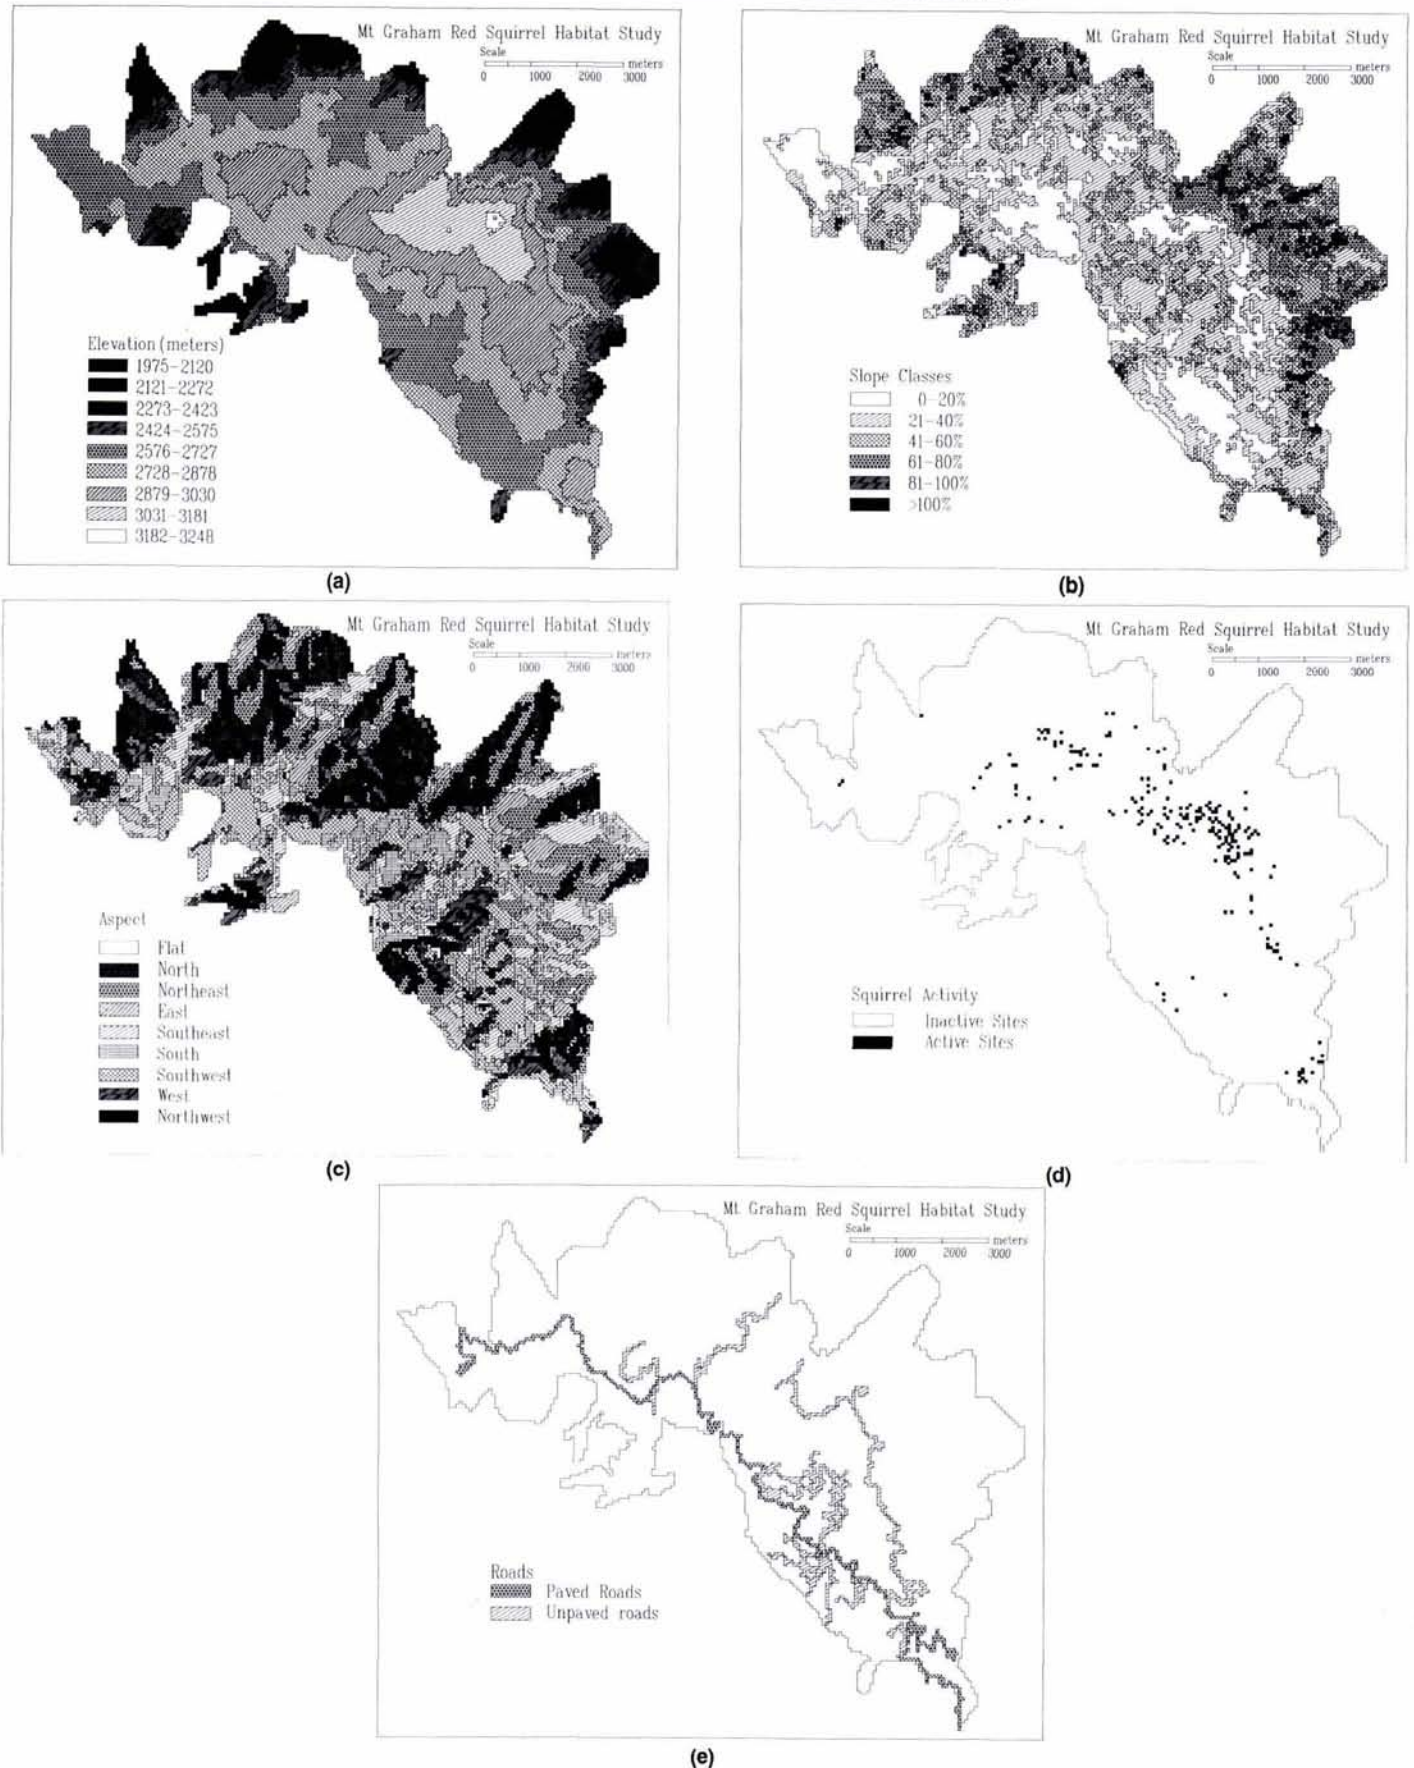 Mt Graham Red Squirrel Habitat Study
Scale
meters
0 1000 2000 3000
Elevation (meters)
1975-2120
2121-2272
2273-2423
2424-2575
2576-2727
2728-2878
2879-3030
3031-3181
3182-3248
(a)
Mt Graham Red Squirrel Habitat Study
Scale
meters
0 1000 2000 3000
Slope Classes
0-20%
21-40%
41-60%
61-80%
81-100%
>100%
(b)
Mt Graham Red Squirrel Habitat Study
Scale
meters
0 1000 2000 3000
Aspect
Flat
North
Northeast
East
Southeast
South
Southwest
West
Northwest
(c)
Mt Graham Red Squirrel Habitat Study
Scale
meters
0 1000 2000 3000
Squirrel Activity
Inactive Sites
Active Sites
(d)
Mt Graham Red Squirrel Habitat Study
Scale
meters
0 1000 2000 3000
Roads
Paved Roads
Unpaved roads
(e)